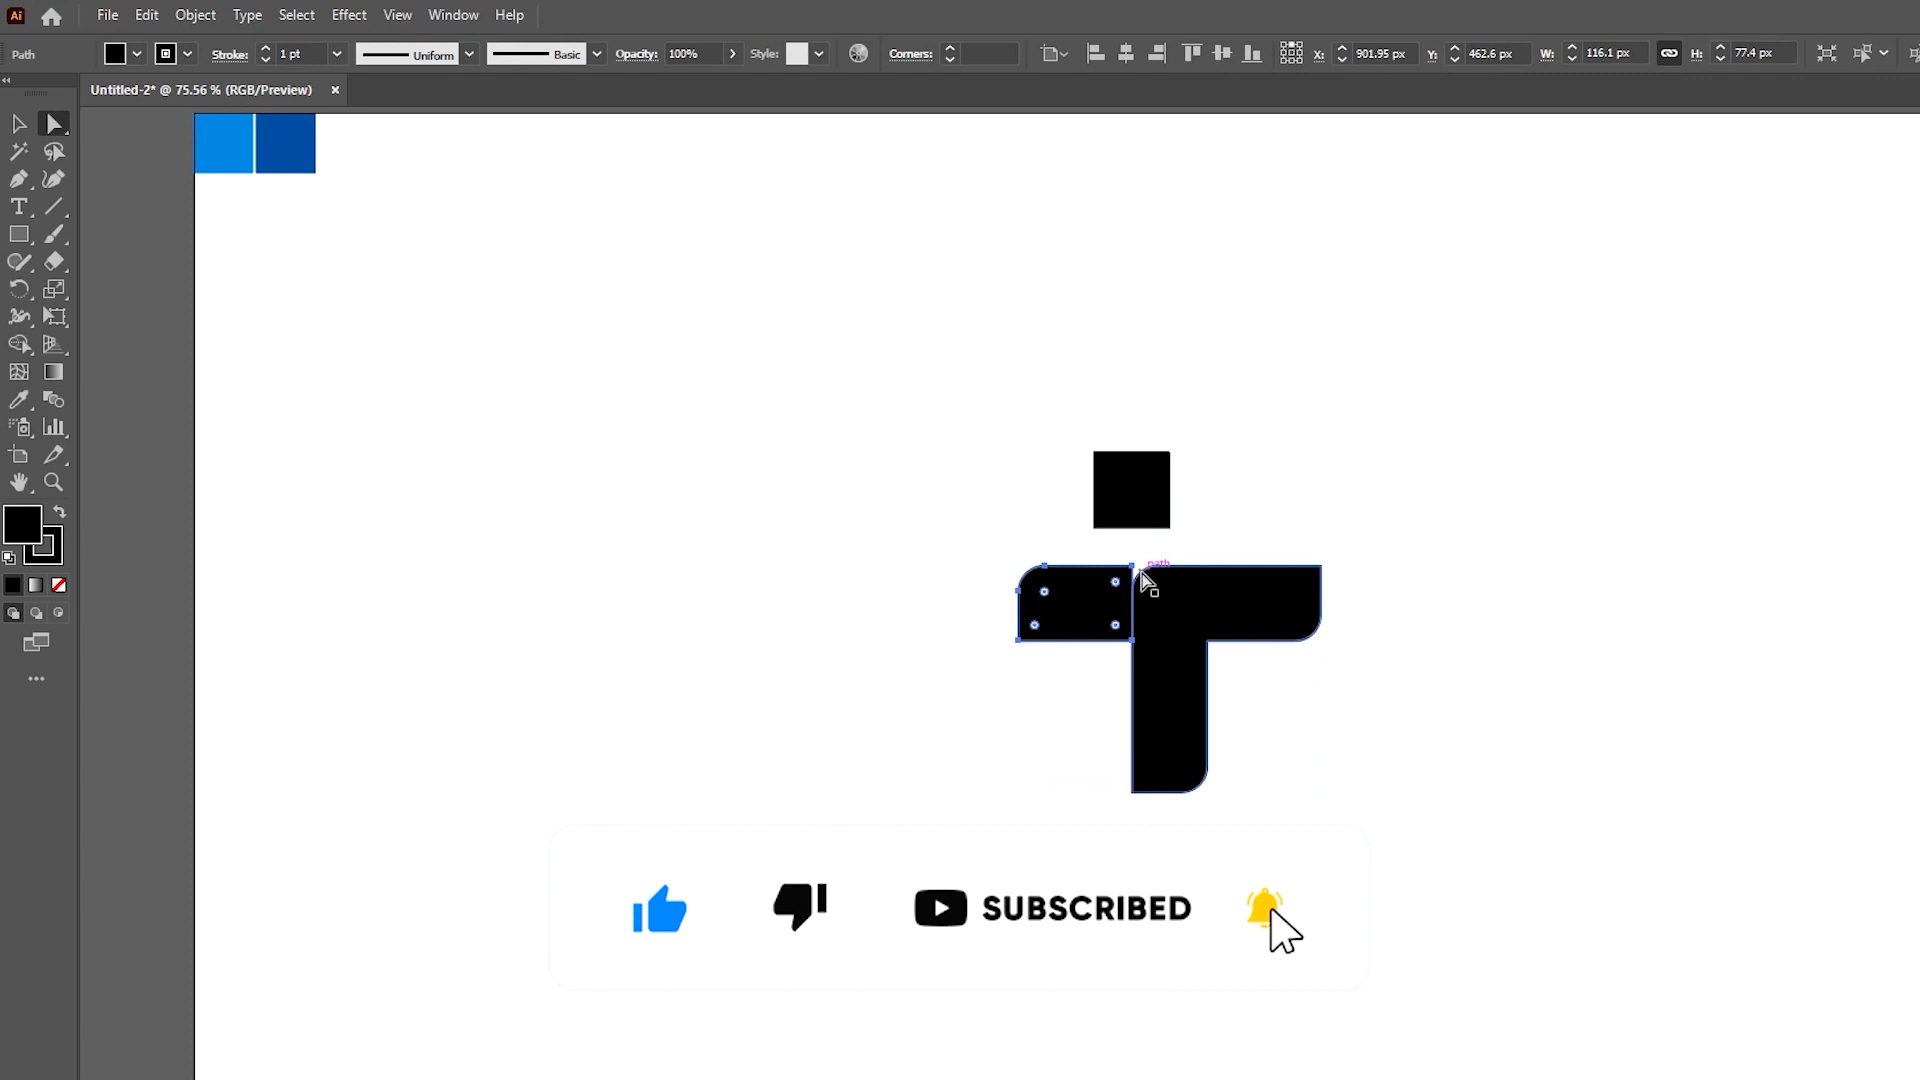 Ai File Edit Object Type Select Effect View Window Help
Path Stroke: 1 pt Uniform Basic Opacity: 100% Style: Corners: X: 901.95 px Y: 462.6 px W: 116.1 px H: 77.4 px
Untitled-2* @ 75.56 % (RGB/Preview) ×
path
SUBSCRIBED